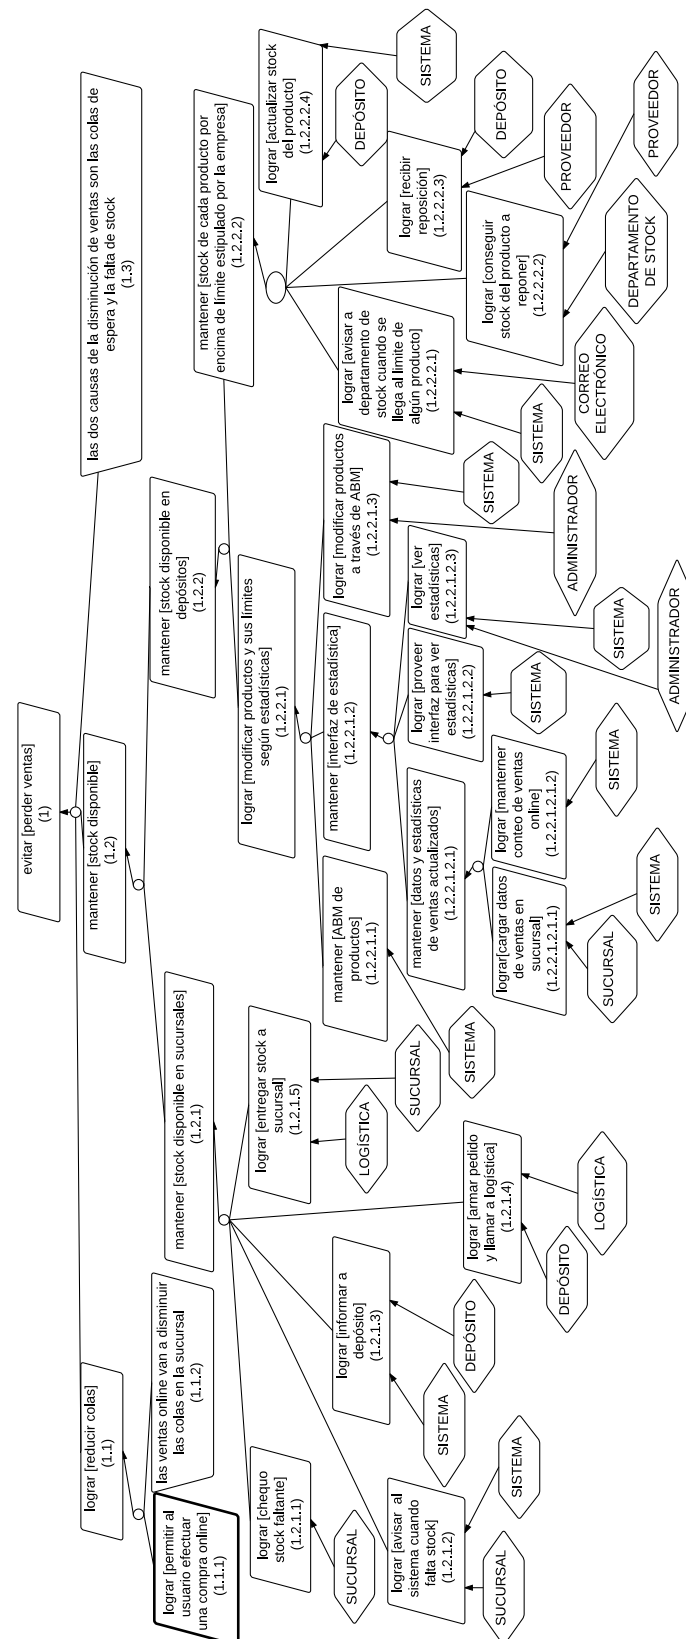 evitar [perder ventas]
(1)
lograr [reducir colas]
(1.1)
mantener [stock disponible]
(1.2)
las dos causas de la disminución de ventas son las colas de
espera y la falta de stock
(1.3)
lograr [permitir al
usuario efectuar
una compra online]
(1.1.1)
las ventas online van a disminuir
las colas en la sucursal
(1.1.2)
mantener [stock disponible en sucursales]
(1.2.1)
mantener [stock disponible en
depósitos]
(1.2.2)
lograr [chequo
stock faltante]
(1.2.1.1)
SUCURSAL
lograr [avisar al
sistema cuando
falta stock]
(1.2.1.2)
SUCURSAL
SISTEMA
lograr [informar a
depósito]
(1.2.1.3)
SISTEMA
DEPÓSITO
lograr [armar pedido
y llamar a logística]
(1.2.1.4)
DEPÓSITO
LOGÍSTICA
lograr [entregar stock a
sucursal]
(1.2.1.5)
LOGÍSTICA
SUCURSAL
lograr [modificar productos y sus límites
según estadísticas]
(1.2.2.1)
mantener [stock de cada producto por
encima de límite estipulado por la empresa]
(1.2.2.2)
mantener [ABM de
productos]
(1.2.2.1.1)
SISTEMA
mantener [interfaz de estadística]
(1.2.2.1.2)
lograr [modificar productos
a través de ABM]
(1.2.2.1.3)
ADMINISTRADOR
SISTEMA
mantener [datos y estadísticas
de ventas actualizados]
(1.2.2.1.2.1)
lograr [proveer
interfaz para ver
estadísticas]
(1.2.2.1.2.2)
SISTEMA
lograr [ver
estadísticas]
(1.2.2.1.2.3)
ADMINISTRADOR
SISTEMA
lograr[cargar datos
de ventas en
sucursal]
(1.2.2.1.2.1.1)
SUCURSAL
SISTEMA
lograr [manterner
conteo de ventas
online]
(1.2.2.1.2.1.2)
SISTEMA
lograr [avisar a
departamento de
stock cuando se
llega al límite de
algún producto]
(1.2.2.2.1)
SISTEMA
CORREO
ELECTRÓNICO
lograr [conseguir
stock del producto a
reponer]
(1.2.2.2.2)
DEPARTAMENTO
DE STOCK
PROVEEDOR
lograr [recibir
reposición]
(1.2.2.2.3)
PROVEEDOR
DEPÓSITO
lograr [actualizar stock
del producto]
(1.2.2.2.4)
DEPÓSITO
SISTEMA